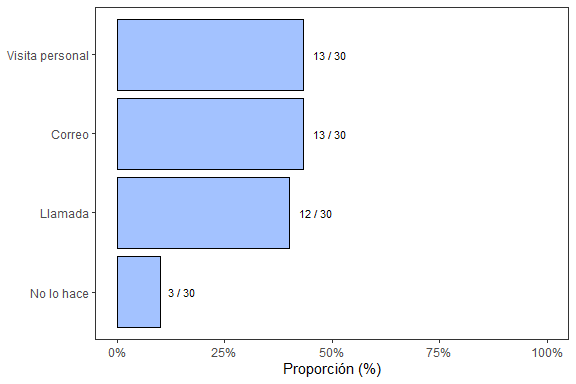 Visita personal
13 / 30
Correo
13 / 30
Llamada
12 / 30
No lo hace
3 / 30
0%
25%
50%
75%
100%
Proporción (%)